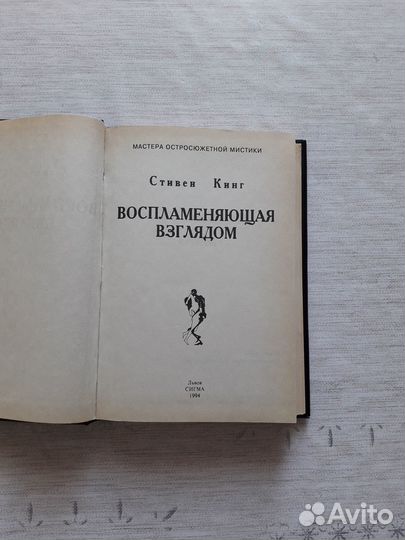 МАСТЕРА ОСТРОСЮЖЕТНОЙ МИСТИКИ
Стивен Кинг
ВОСПЛАМЕНЯЮЩАЯ
ВЗГЛЯДОМ
Львов
СИГМА
1994
Avito